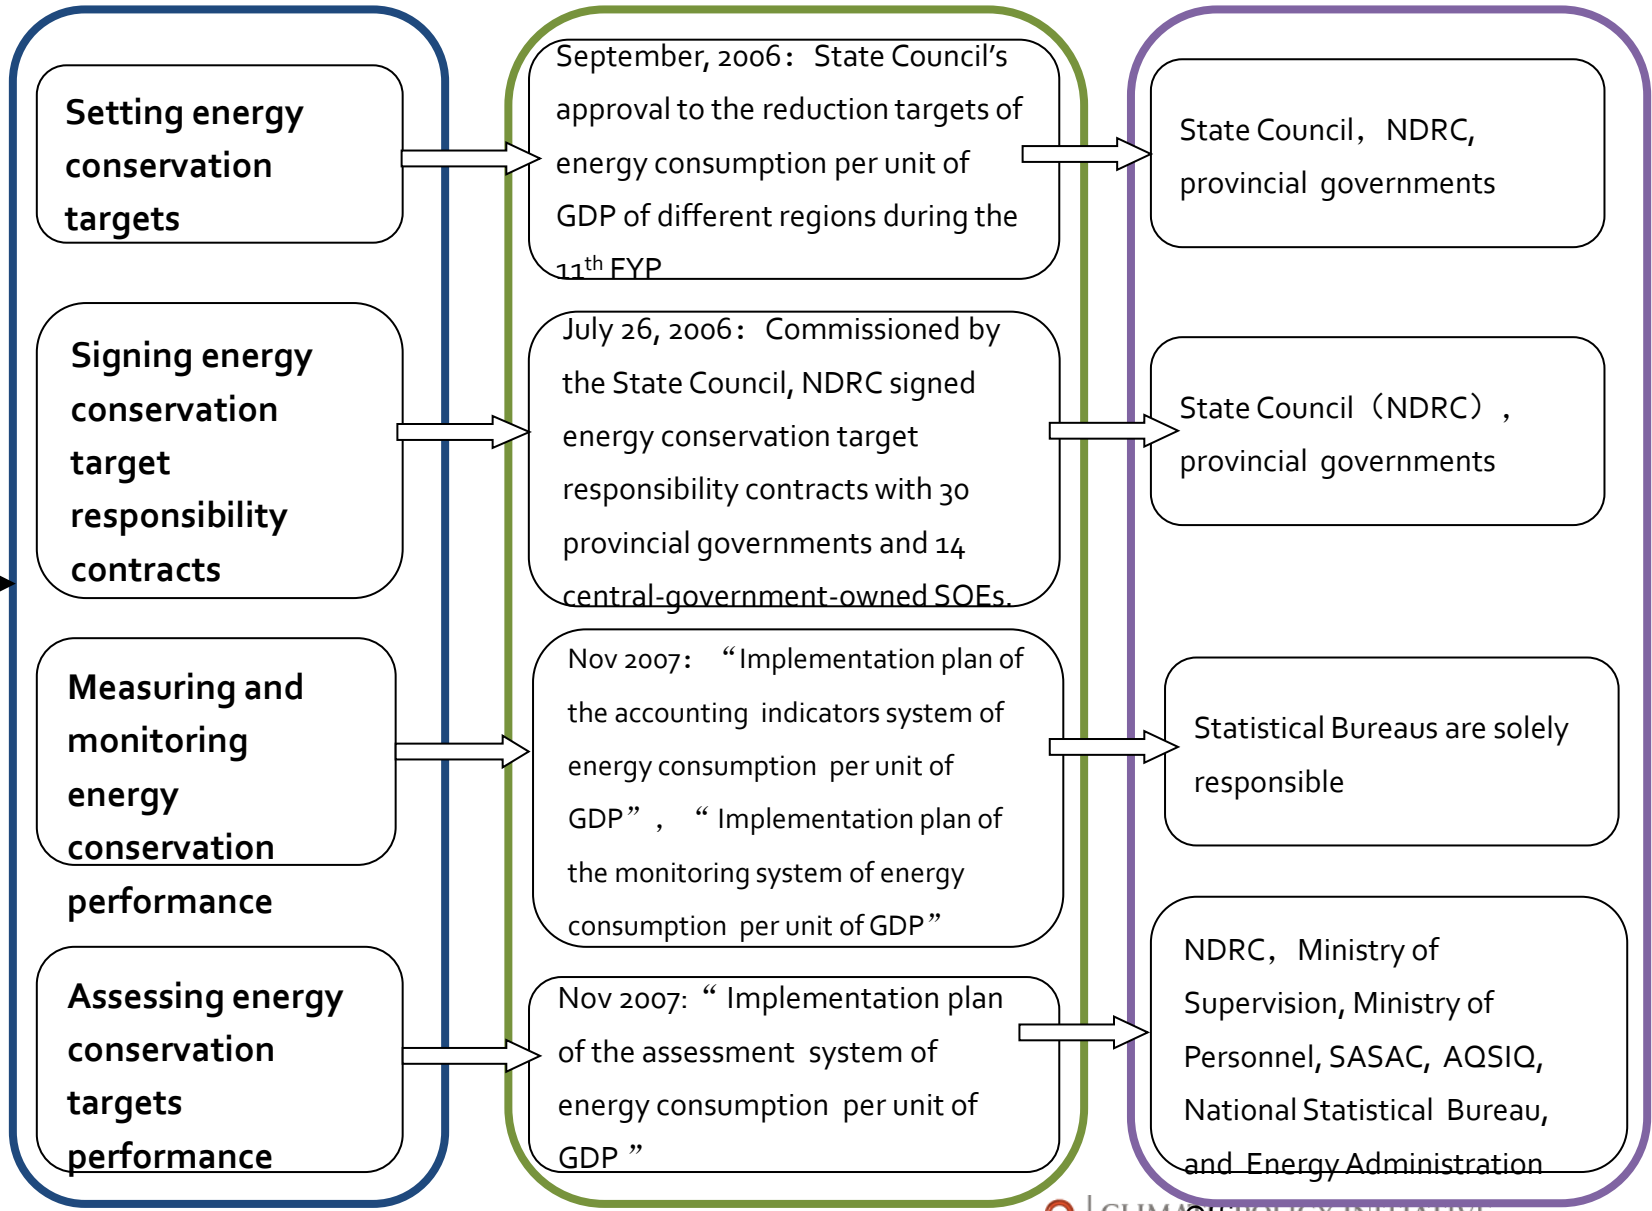 Setting energy
conservation
targets
September, 2006： State Council’s
approval to the reduction targets of
energy consumption per unit of
GDP of different regions during the
11th FYP
State Council， NDRC,
provincial governments
Signing energy
conservation
target
responsibility
contracts
July 26, 2006： Commissioned by
the State Council, NDRC signed
energy conservation target
responsibility contracts with 30
provincial governments and 14
central-government-owned SOEs.
State Council（NDRC），
provincial governments
Measuring and
monitoring
energy
conservation
performance
Nov 2007： “Implementation plan of
the accounting indicators system of
energy consumption per unit of
GDP”， “ Implementation plan of
the monitoring system of energy
consumption per unit of GDP”
Statistical Bureaus are solely
responsible
Assessing energy
conservation
targets
performance
Nov 2007: “ Implementation plan
of the assessment system of
energy consumption per unit of
GDP ”
NDRC， Ministry of
Supervision, Ministry of
Personnel, SASAC, AQSIQ,
National Statistical Bureau,
and Energy Administration